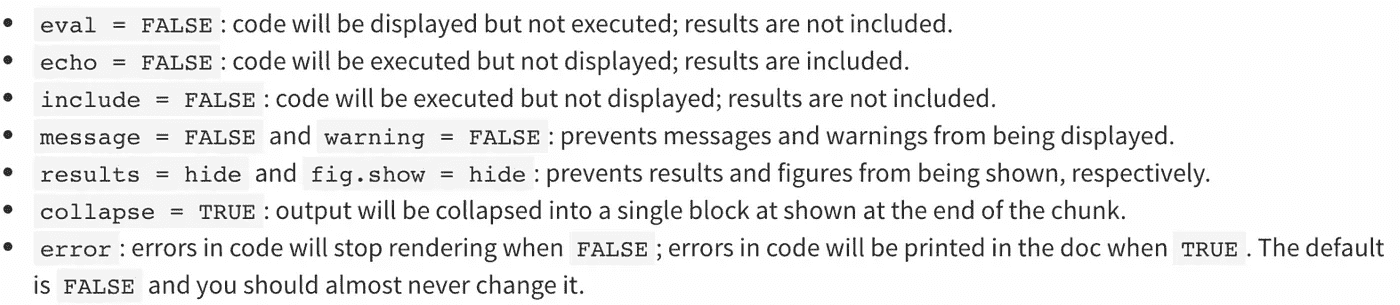 • eval = FALSE : code will be displayed but not executed; results are not included.
• echo = FALSE : code will be executed but not displayed; results are included.
• include = FALSE : code will be executed but not displayed; results are not included.
• message = FALSE and warning = FALSE : prevents messages and warnings from being displayed.
• results = hide and fig.show = hide : prevents results and figures from being shown, respectively.
• collapse = TRUE : output will be collapsed into a single block at shown at the end of the chunk.
• error : errors in code will stop rendering when FALSE ; errors in code will be printed in the doc when TRUE . The default
is FALSE and you should almost never change it.